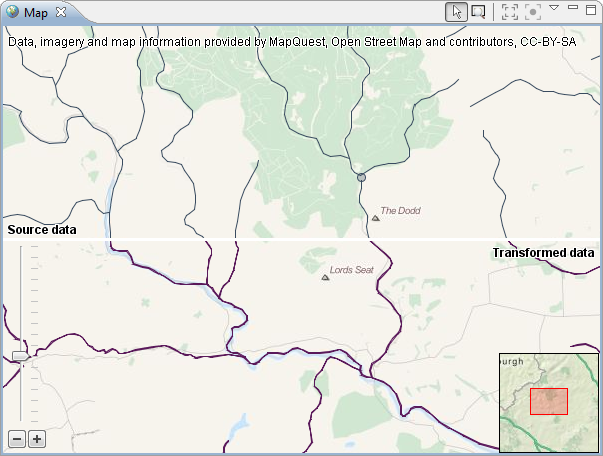 Map
Data, imagery and map information provided by MapQuest, Open Street Map and contributors, CC-BY-SA
The Dodd
Source data
Transformed data
Lords Seat
burgh